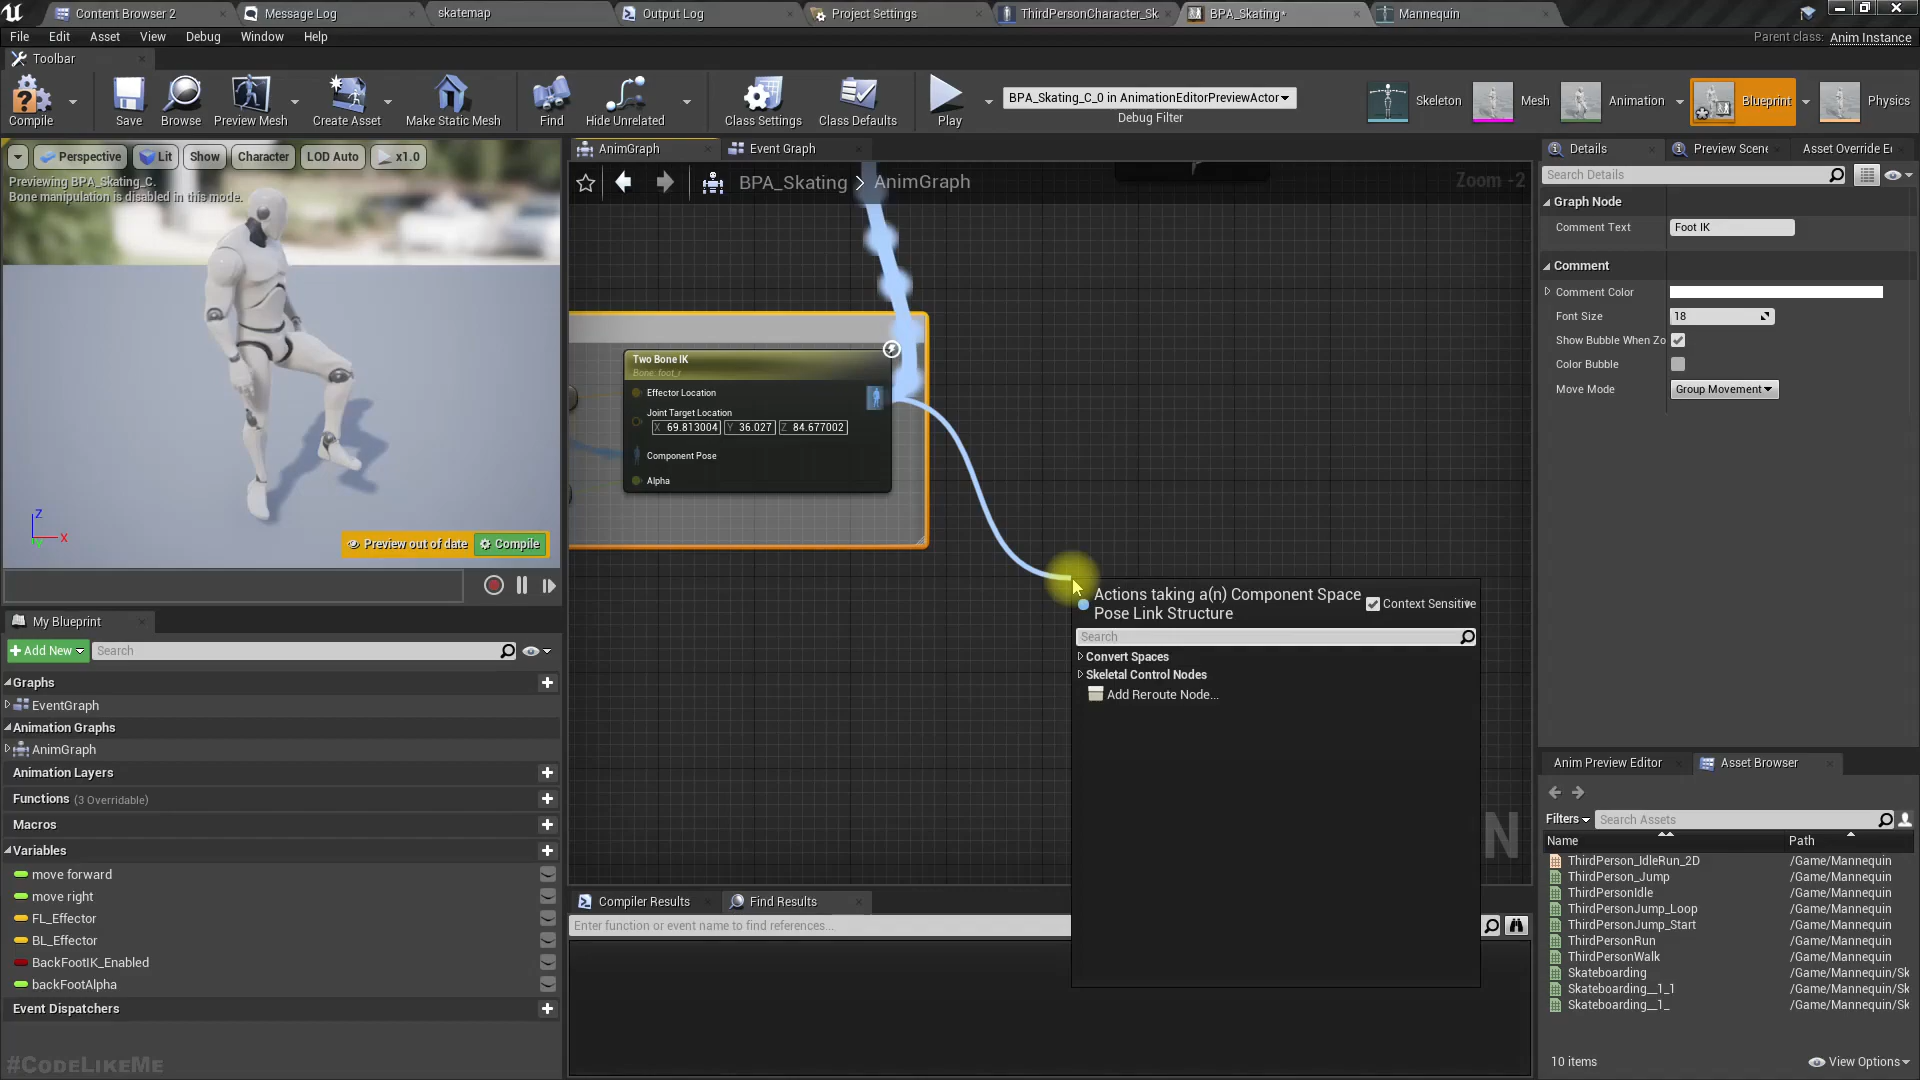 Content Browser 2
Message Log
skatemap
Output Log
Project Settings
ThirdPersonCharacter_Sk
BPA_Skating*
Mannequin
File Edit Asset View Debug Window Help
Parent class: Anim Instance
Toolbar
Compile
Save
Browse
Preview Mesh
Create Asset
Make Static Mesh
Find
Hide Unrelated
Class Settings
Class Defaults
Play
BPA_Skating_C_0 in AnimationEditorPreviewActor
Debug Filter
Skeleton
Mesh
Animation
Blueprint
Physics
Perspective
Lit
Show
Character
LOD Auto
x1.0
Previewing BPA_Skating_C.
Bone manipulation is disabled in this mode.
Z
X
Preview out of date
Compile
AnimGraph
Event Graph
BPA_Skating > AnimGraph
Zoom -2
Two Bone IK
Bone: foot_r
Effector Location
Joint Target Location
X 69.813004 Y 36.027 Z 84.677002
Component Pose
Alpha
Actions taking a(n) Component Space
Pose Link Structure
Context Sensitive
Search
Convert Spaces
Skeletal Control Nodes
Add Reroute Node...
N
My Blueprint
+ Add New
Search
Graphs
EventGraph
Animation Graphs
AnimGraph
Animation Layers
Functions (3 Overridable)
Macros
Variables
move forward
move right
FL_Effector
BL_Effector
BackFootIK_Enabled
backFootAlpha
Event Dispatchers
#CODELIKEME
Compiler Results
Find Results
Enter function or event name to find references...
Details
Preview Scene
Asset Override Ed
Search Details
Graph Node
Comment Text Foot IK
Comment
Comment Color
Font Size 18
Show Bubble When Zo
Color Bubble
Move Mode Group Movement
Anim Preview Editor
Asset Browser
Filters
Search Assets
Name Path
ThirdPerson_IdleRun_2D /Game/Mannequin
ThirdPerson_Jump /Game/Mannequin
ThirdPersonIdle /Game/Mannequin
ThirdPersonJump_Loop /Game/Mannequin
ThirdPersonJump_Start /Game/Mannequin
ThirdPersonRun /Game/Mannequin
ThirdPersonWalk /Game/Mannequin
Skateboarding /Game/Mannequin/Sk
Skateboarding__1_1 /Game/Mannequin/Sk
Skateboarding__1_ /Game/Mannequin/Sk
10 items
View Options